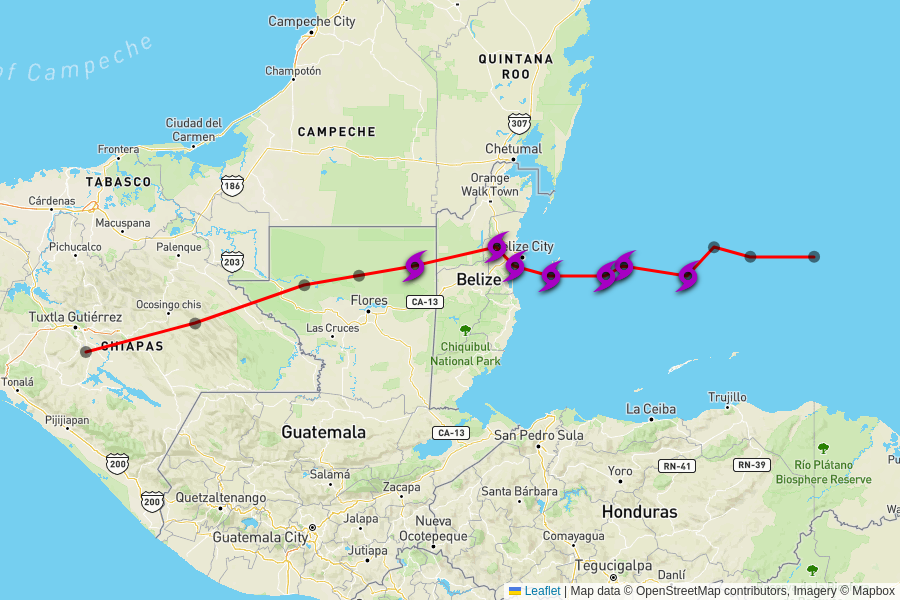 Campeche City
of Campeche
Champotón
QUINTANA
ROO
Ciudad del
Carmen
CAMPECHE
307
Frontera
Chetumal
TABASCO
186
Orange
Walk Town
Cárdenas
Macuspana
Pichucalco
Palenque
203
Belize City
Belize
Ocosingo chis
Flores
CA-13
Tuxtla Gutiérrez
Las Cruces
CHIAPAS
Chiquibul
National Park
Tonalá
Trujillo
La Ceiba
Pijijiapan
Guatemala
CA-13
San Pedro Sula
200
Salamá
Yoro
RN-41
RN-39
Río Plátano
Biosphere Reserve
Zacapa
Santa Bárbara
200
Quetzaltenango
Honduras
Jalapa
Nueva
Ocotepeque
Guatemala City
Comayagua
Jutiapa
Tegucigalpa
Danlí
Leaflet | Map data © OpenStreetMap contributors, Imagery © Mapbox